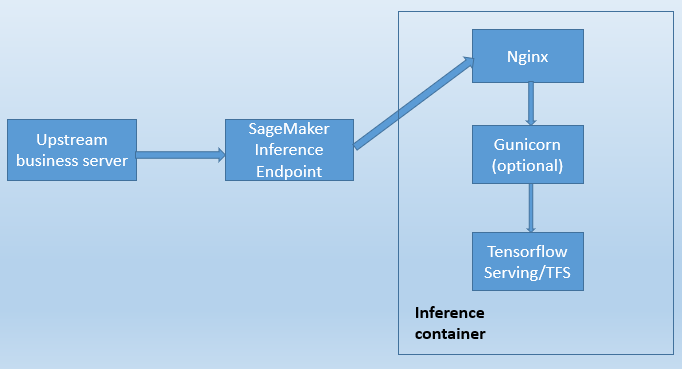 Upstream
business server
SageMaker
Inference
Endpoint
Nginx
Gunicorn
(optional)
Tensorflow
Serving/TFS
Inference
container